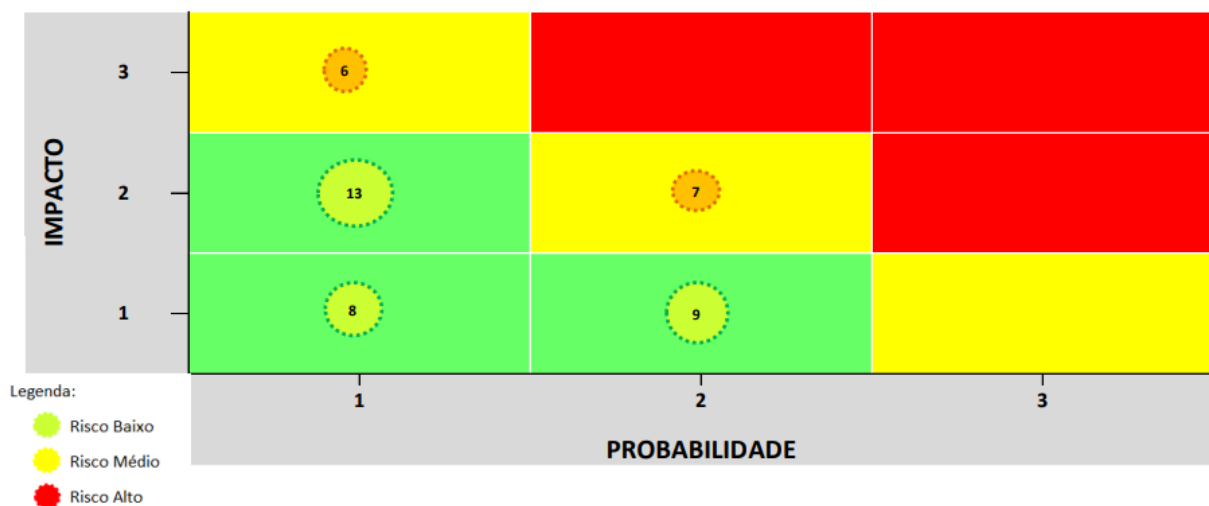 3
6
IMPACTO
2
13
7
1
8
9
1
2
3
PROBABILIDADE
Legenda:
Risco Baixo
Risco Médio
Risco Alto